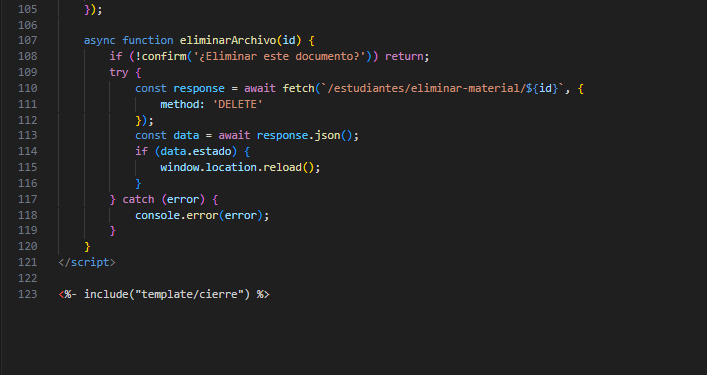 105 });
106
107 async function eliminarArchivo(id) {
108 if (!confirm('¿Eliminar este documento?')) return;
109 try {
110 const response = await fetch(`/estudiantes/eliminar-material/${id}`, {
111 method: 'DELETE'
112 });
113 const data = await response.json();
114 if (data.estado) {
115 window.location.reload();
116 }
117 } catch (error) {
118 console.error(error);
119 }
120 }
121 </script>
122
123 <%- include("template/cierre") %>